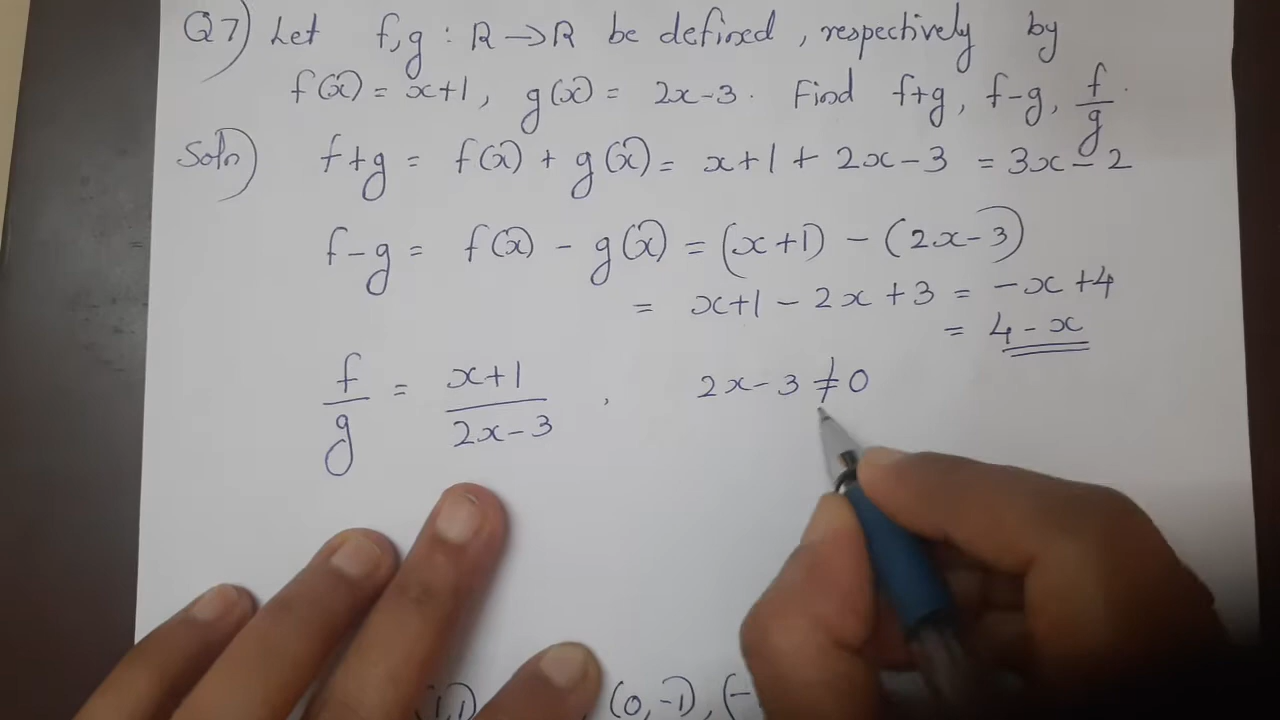 Q7) Let f,g : R→R be defined, respectively by
f(x) = x+1, g(x) = 2x-3. Find f+g, f-g, f/g.
Soln) f+g = f(x) + g(x) = x+1 + 2x-3 = 3x-2
f-g = f(x) - g(x) = (x+1) - (2x-3)
= x+1 - 2x + 3 = -x+4
= 4-x
f/g = x+1/2x-3 , 2x-3 ≠ 0
(0,-1), (-